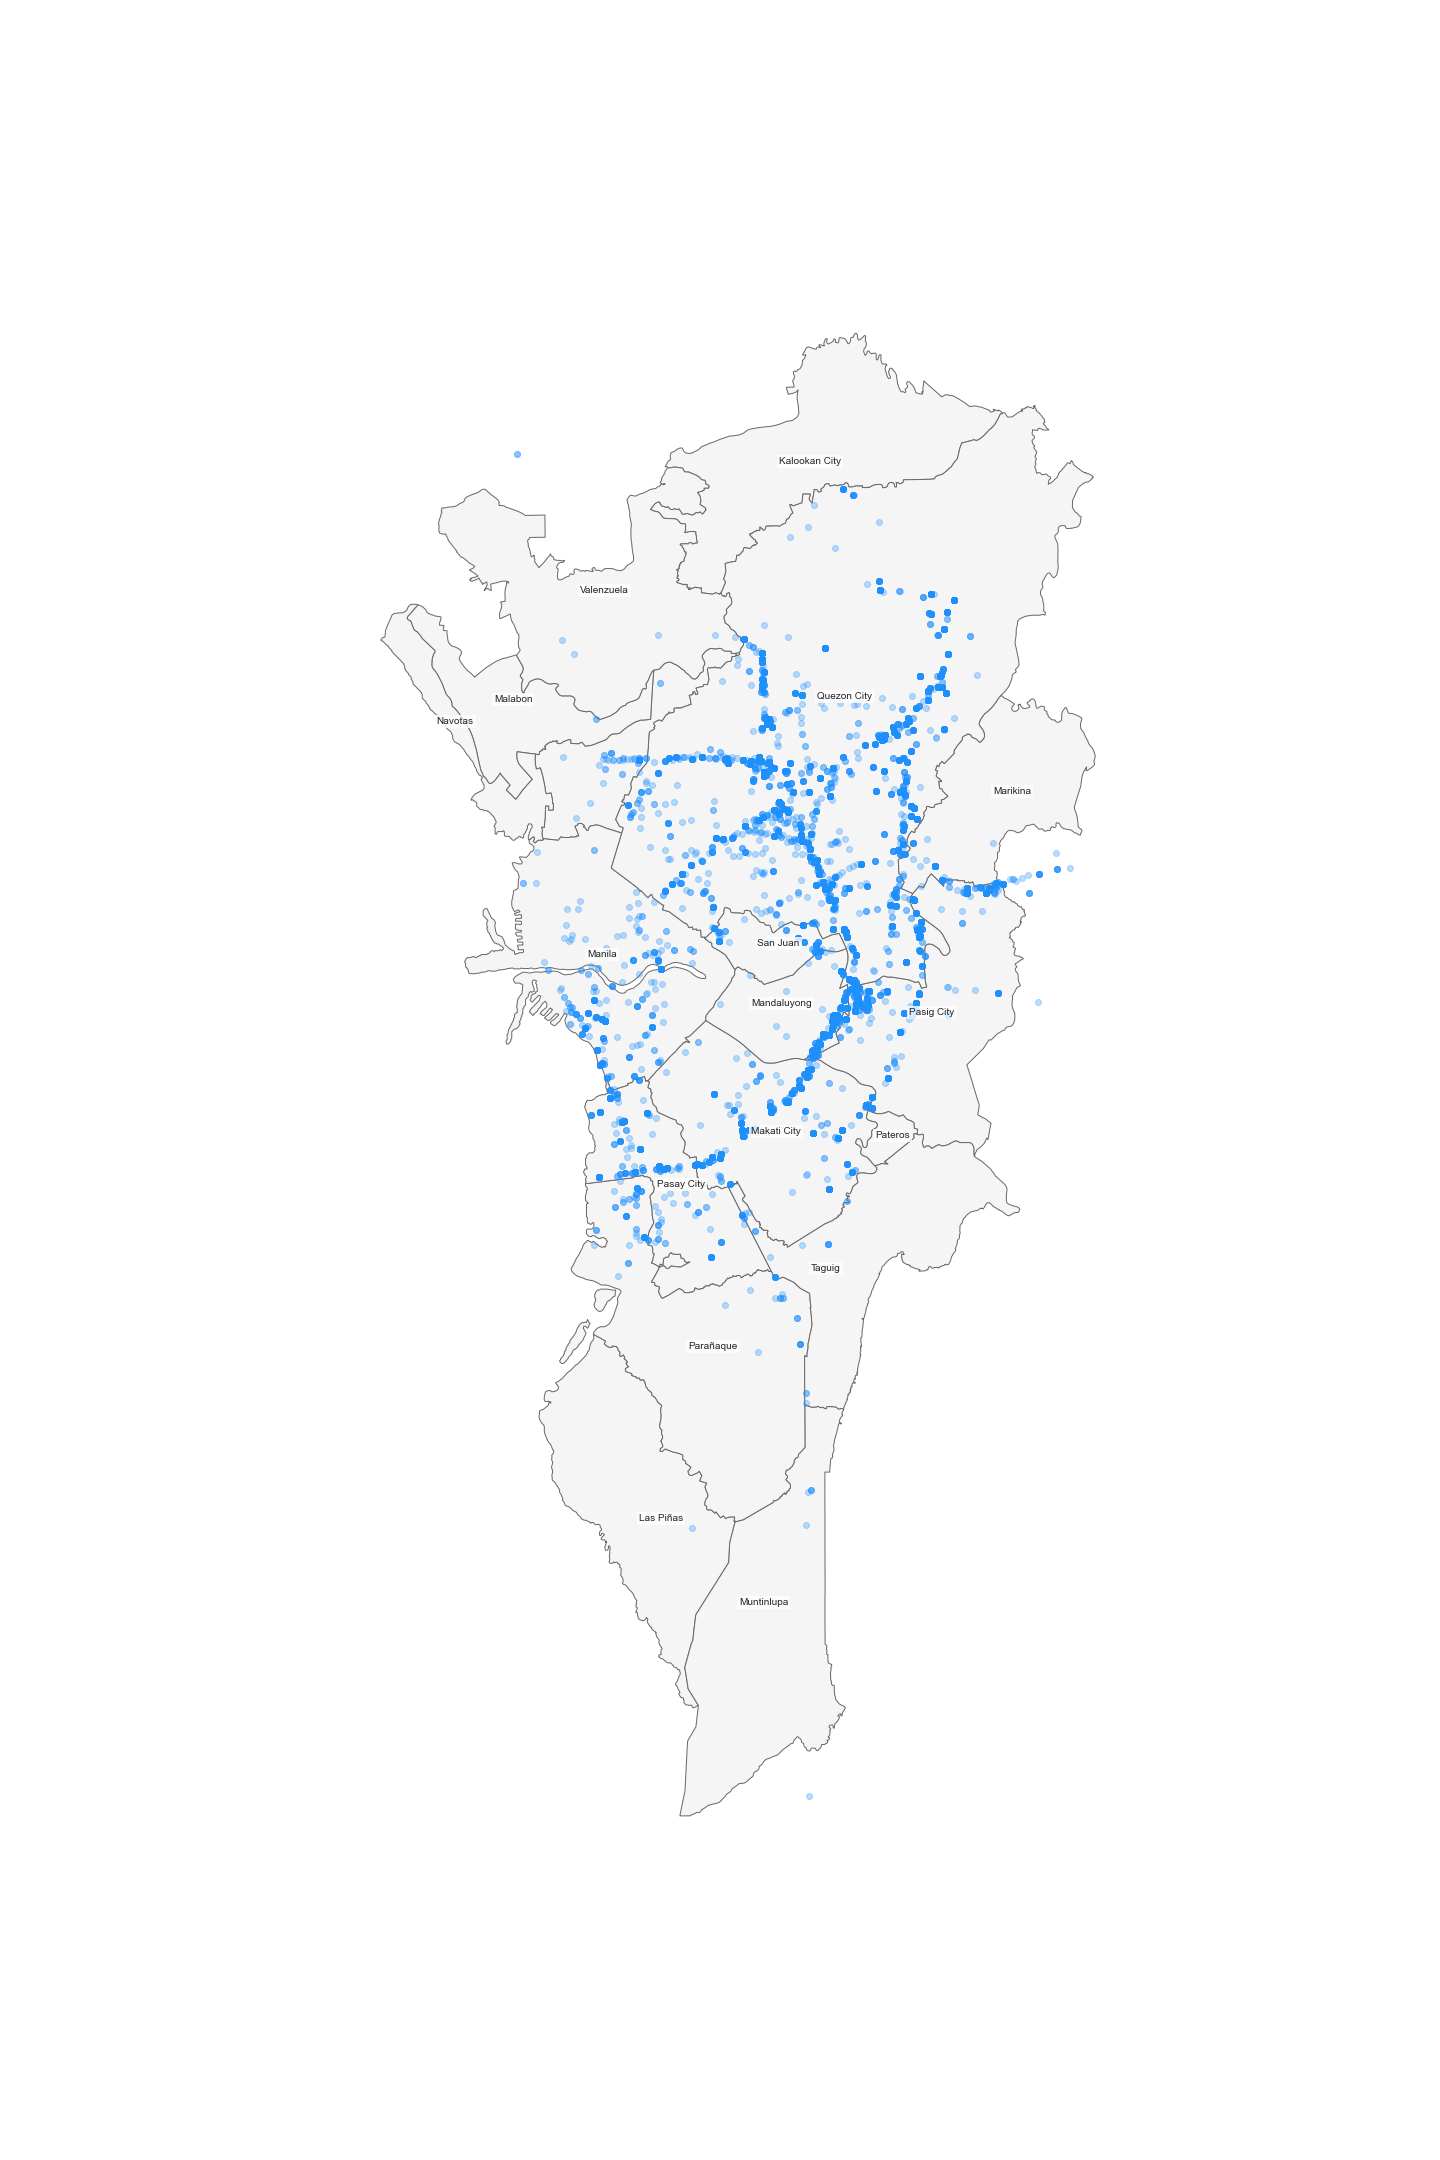 Kalookan City
Valenzuela
Quezon City
Malabon
Navotas
Marikina
San Juan
Manila
Mandaluyong
Pasig City
Makati City
Pateros
Pasay City
Taguig
Parañaque
Las Piñas
Muntinlupa